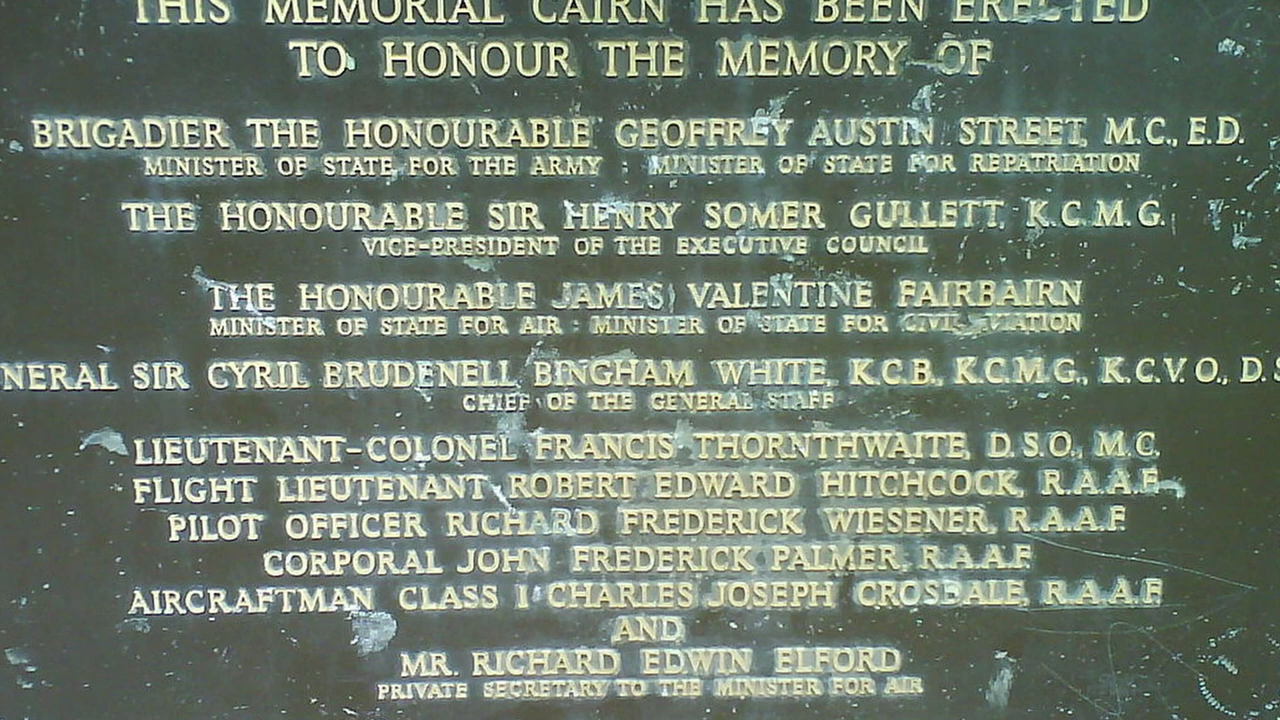 THIS MEMORIAL CAIRN HAS BEEN ERECTED
TO HONOUR THE MEMORY OF
BRIGADIER THE HONOURABLE GEOFFREY AUSTIN STREET, M.C., E.D.
MINISTER OF STATE FOR THE ARMY : MINISTER OF STATE FOR REPATRIATION
THE HONOURABLE SIR HENRY SOMER GULLETT, K.C.M.G.
VICE-PRESIDENT OF THE EXECUTIVE COUNCIL
THE HONOURABLE JAMES VALENTINE FAIRBAIRN
MINISTER OF STATE FOR AIR : MINISTER OF STATE FOR CIVIL AVIATION
NERAL SIR CYRIL BRUDENELL BINGHAM WHITE, K.C.B., K.C.M.G., K.C.V.O., D.S
CHIEF OF THE GENERAL STAFF
LIEUTENANT-COLONEL FRANCIS THORNTHWAITE, D.S.O., M.C.
FLIGHT LIEUTENANT ROBERT EDWARD HITCHCOCK, R.A.A.F.
PILOT OFFICER RICHARD FREDERICK WIESENER, R.A.A.F.
CORPORAL JOHN FREDERICK PALMER, R.A.A.F.
AIRCRAFTMAN CLASS 1 CHARLES JOSEPH CROSDALE, R.A.A.F.
AND
MR. RICHARD EDWIN ELFORD
PRIVATE SECRETARY TO THE MINISTER FOR AIR